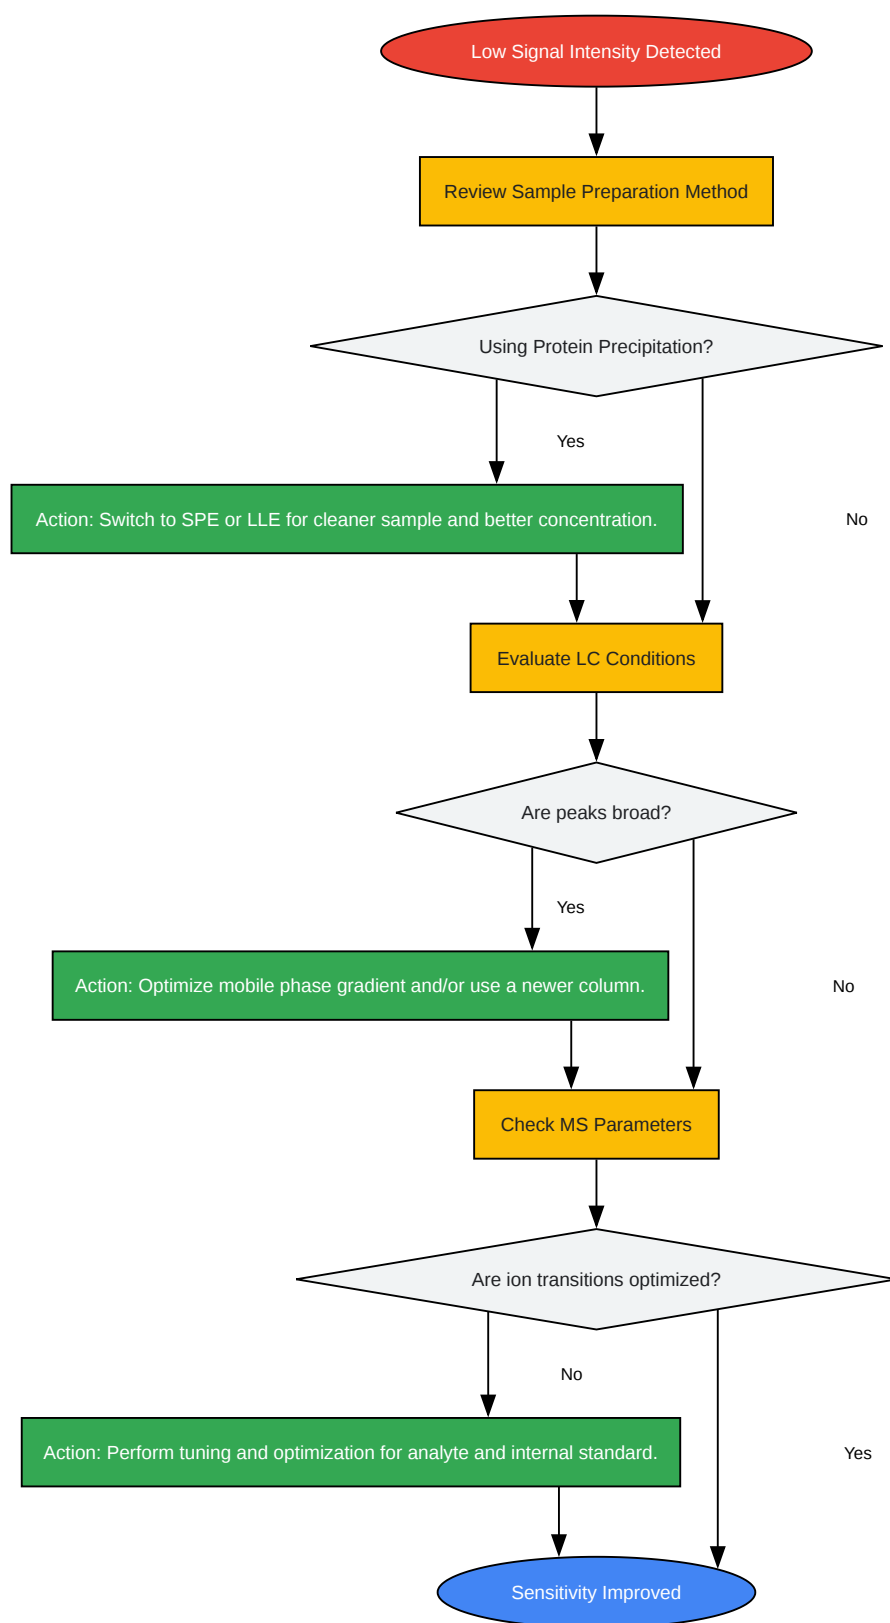 Low Signal Intensity Detected
Review Sample Preparation Method
Using Protein Precipitation?
Yes
Action: Switch to SPE or LLE for cleaner sample and better concentration.
No
Evaluate LC Conditions
Are peaks broad?
Yes
Action: Optimize mobile phase gradient and/or use a newer column.
No
Check MS Parameters
Are ion transitions optimized?
No
Action: Perform tuning and optimization for analyte and internal standard.
Yes
Sensitivity Improved